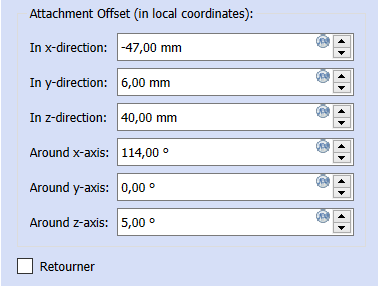 Attachment Offset (in local coordinates):
In x-direction: -47,00 mm
In y-direction: 6,00 mm
In z-direction: 40,00 mm
Around x-axis: 114,00 º
Around y-axis: 0,00 º
Around z-axis: 5,00 º
Retourner